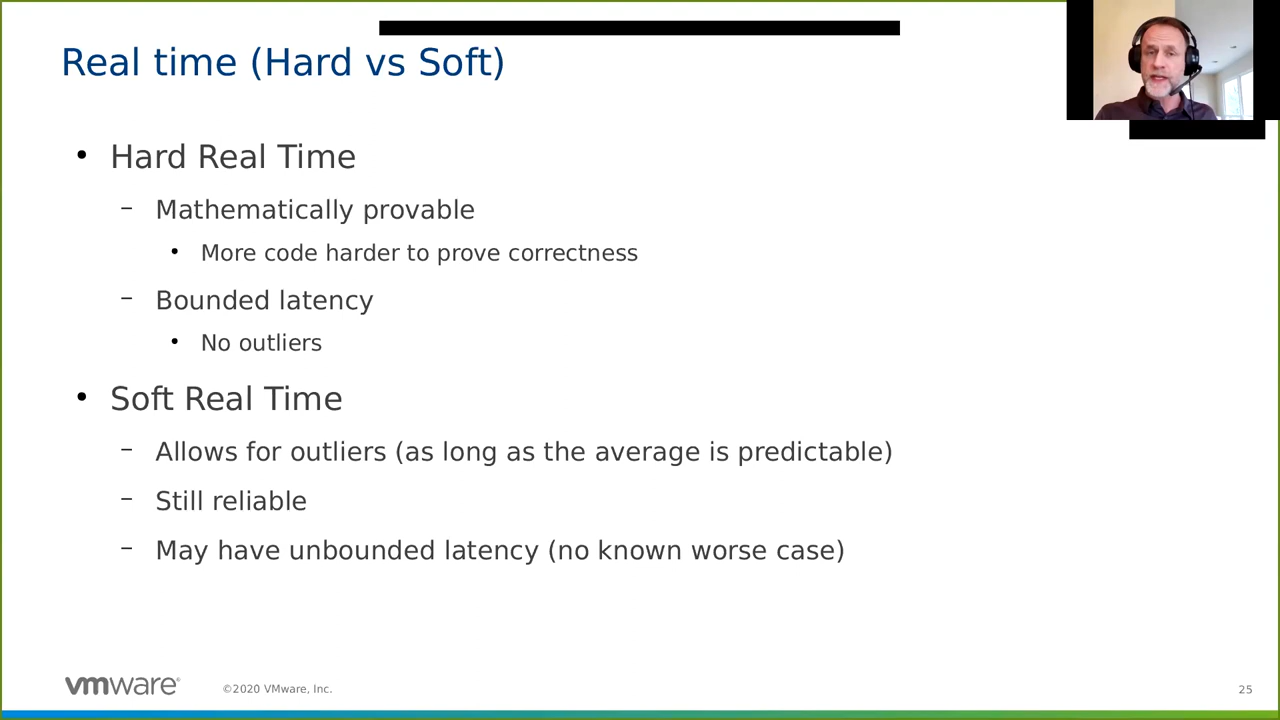 Real time (Hard vs Soft)
• Hard Real Time
– Mathematically provable
• More code harder to prove correctness
– Bounded latency
• No outliers
• Soft Real Time
– Allows for outliers (as long as the average is predictable)
– Still reliable
– May have unbounded latency (no known worse case)
vmware®
©2020 VMware, Inc.
25